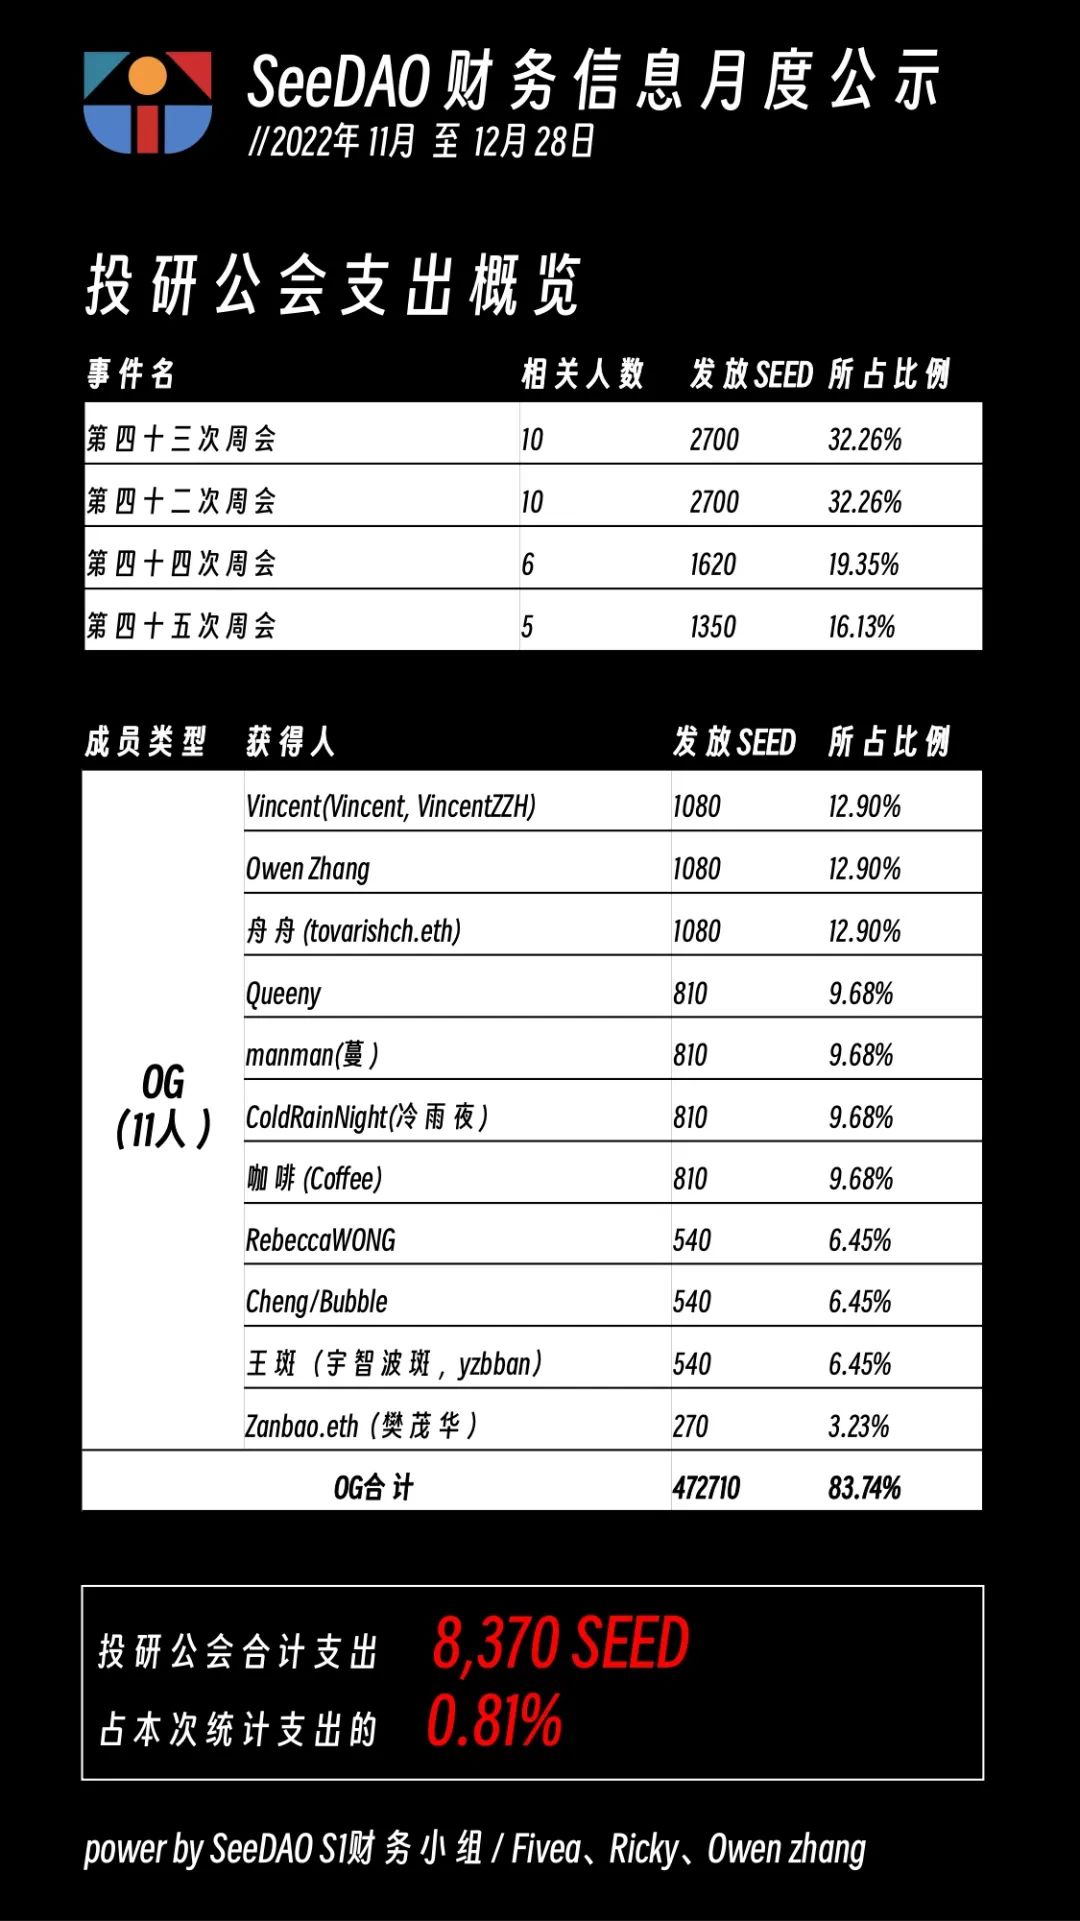 SeeDAO 财务信息月度公示
//2022年 11月 至 12月 28日
投研公会支出概览
事件名 相关人数 发放SEED 所占比例
第四十三次周会 10 2700 32.26%
第四十二次周会 10 2700 32.26%
第四十四次周会 6 1620 19.35%
第四十五次周会 5 1350 16.13%
成员类型 获得人 发放SEED 所占比例
OG
(11人)
Vincent(Vincent, VincentZZH) 1080 12.90%
Owen Zhang 1080 12.90%
舟舟 (tovarishch.eth) 1080 12.90%
Queeny 810 9.68%
manman(蔓) 810 9.68%
ColdRainNight(冷雨夜) 810 9.68%
咖啡 (Coffee) 810 9.68%
RebeccaWONG 540 6.45%
Cheng/Bubble 540 6.45%
王斑（宇智波斑, yzbban） 540 6.45%
Zanbao.eth（樊茂华） 270 3.23%
OG合计 472710 83.74%
投研公会合计支出 8,370 SEED
占本次统计支出的 0.81%
power by SeeDAO S1财务小组 / Fivea、Ricky、Owen zhang